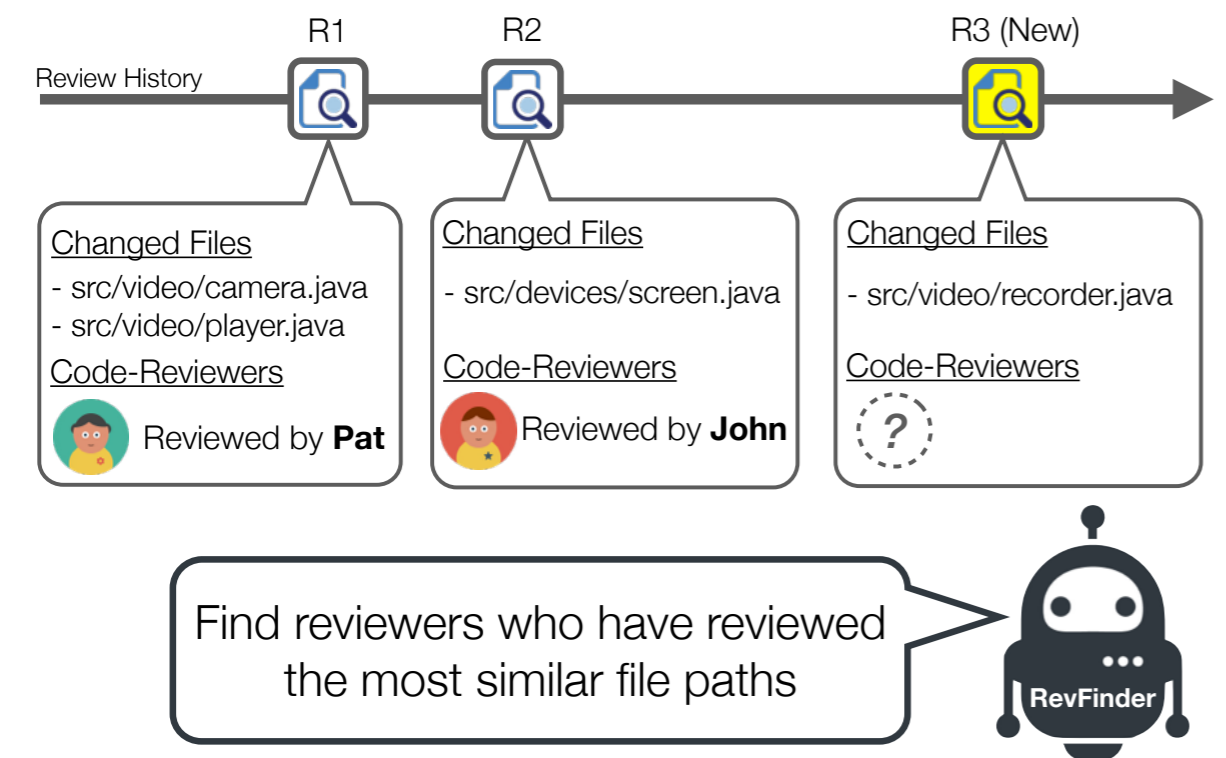 R1
R2
R3 (New)
Review History
Changed Files
- src/video/camera.java
- src/video/player.java
Code-Reviewers
Reviewed by Pat
Changed Files
- src/devices/screen.java
Code-Reviewers
Reviewed by John
Changed Files
- src/video/recorder.java
Code-Reviewers
?
Find reviewers who have reviewed
the most similar file paths
RevFinder